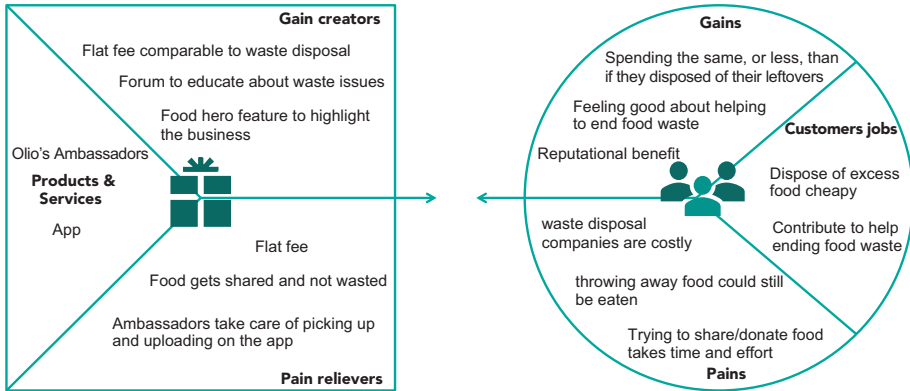 Gain creators
Flat fee comparable to waste disposal
Forum to educate about waste issues
Food hero feature to highlight
the business
Olio's Ambassadors
Products &
Services
App
Flat fee
Food gets shared and not wasted
Ambassadors take care of picking up
and uploading on the app
Pain relievers
Gains
Spending the same, or less, than
if they disposed of their leftovers
Feeling good about helping
to end food waste
Reputational benefit
Customers jobs
Dispose of excess
food cheapy
Contribute to help
ending food waste
waste disposal
companies are costly
throwing away food could still
be eaten
Trying to share/donate food
takes time and effort
Pains